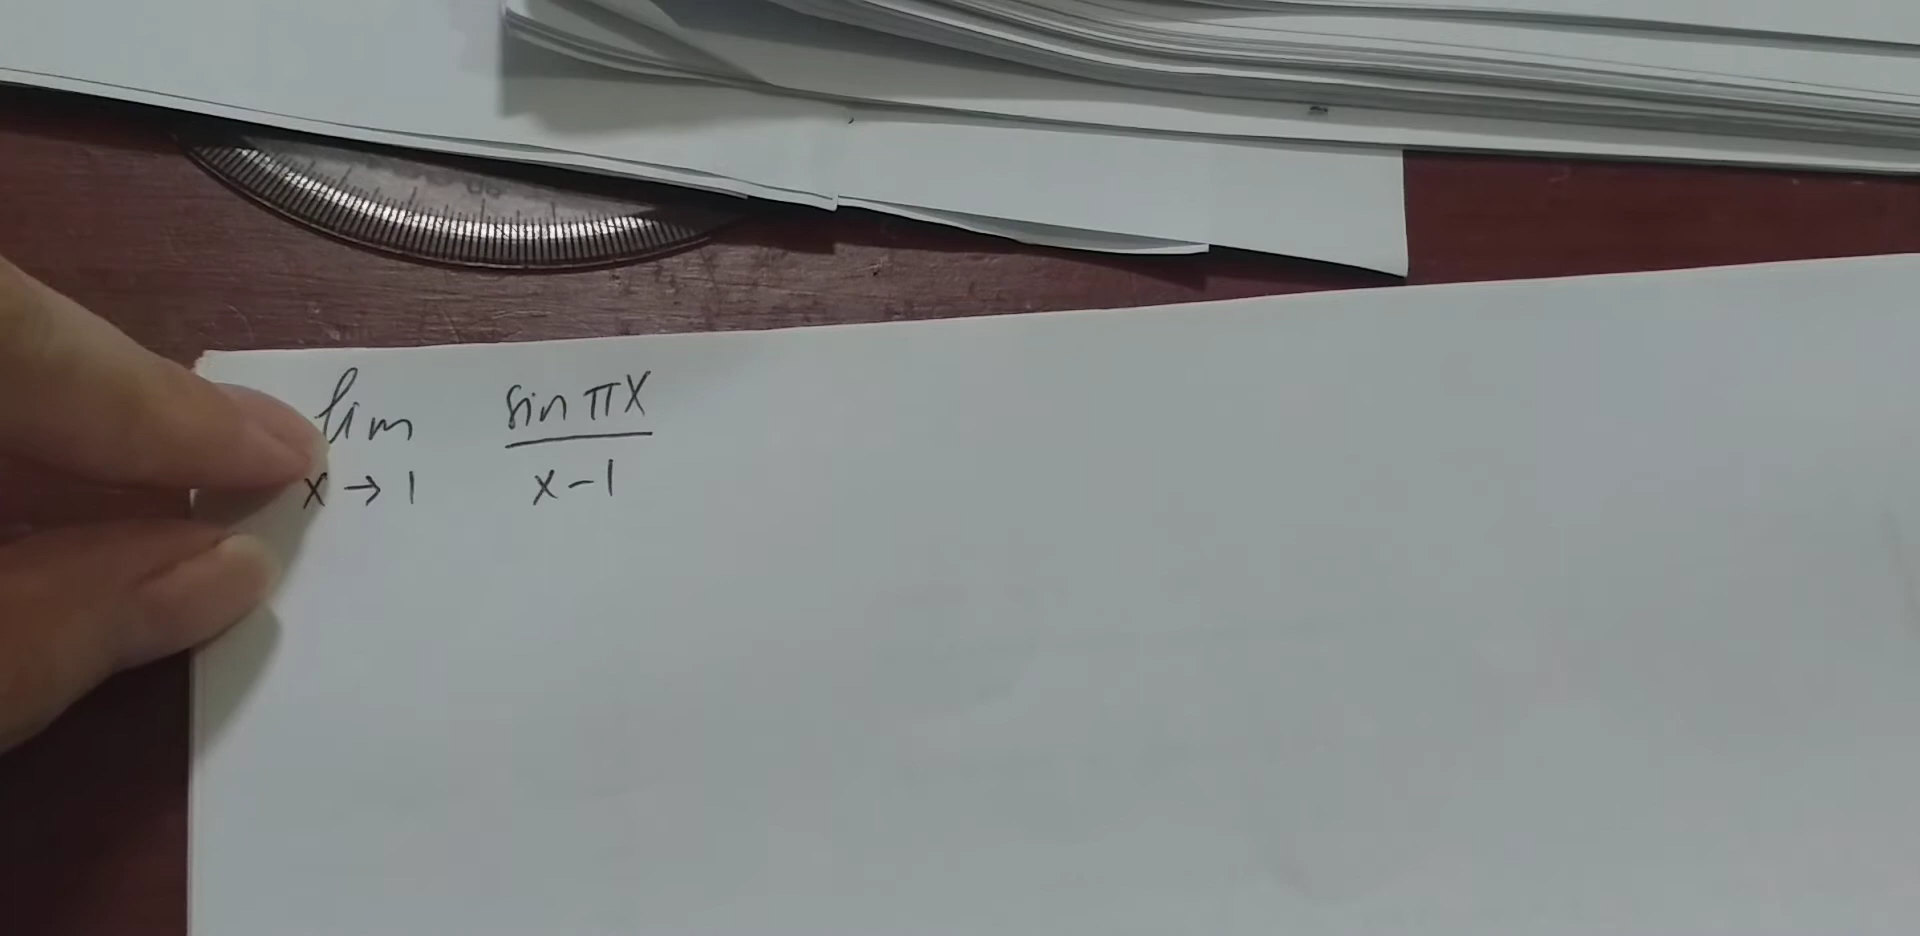 lim sin πx
x → 1 x - 1